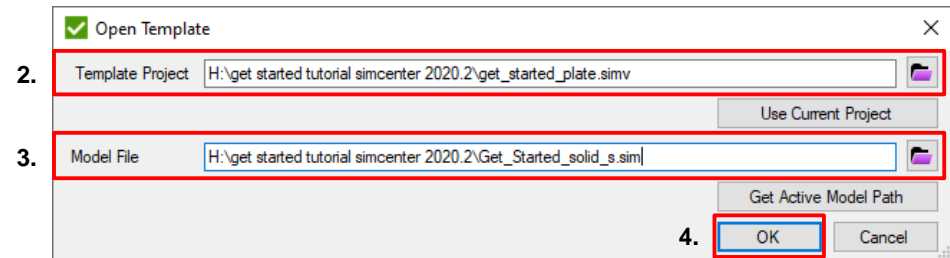 Open Template
2. Template Project H:\get started tutorial simcenter 2020.2\get_started_plate.simv
Use Current Project
3. Model File H:\get started tutorial simcenter 2020.2\Get_Started_solid_s.sim
Get Active Model Path
4. OK Cancel